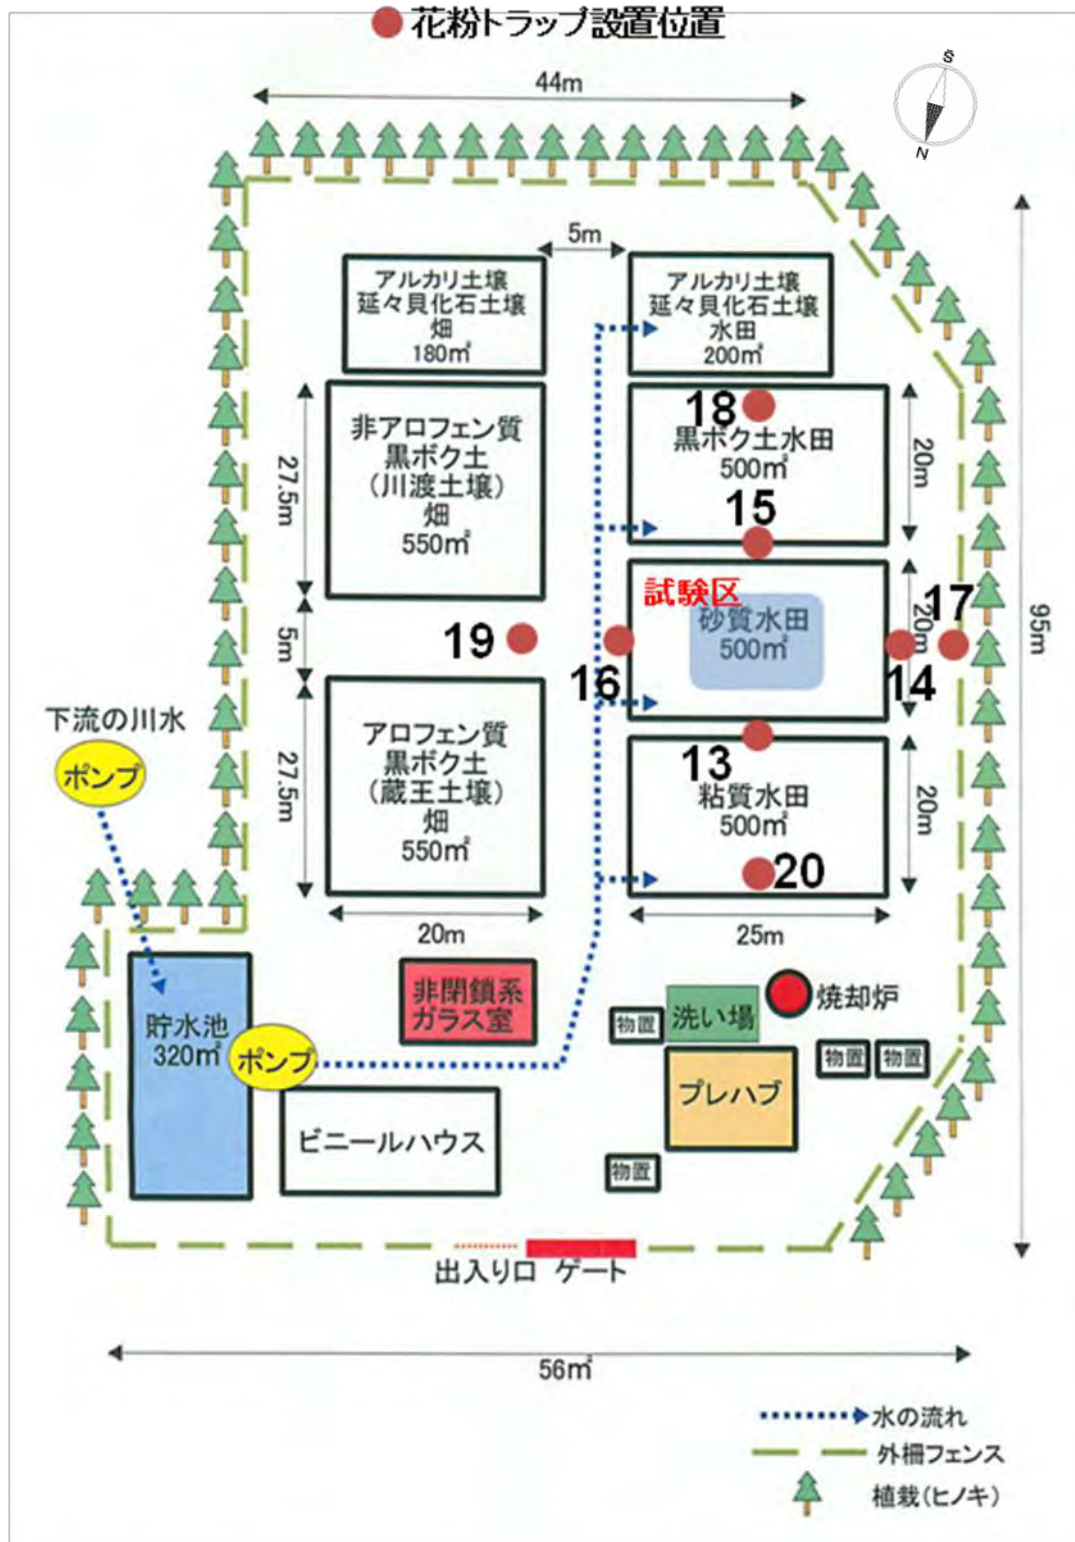 花粉トラップ設置位置
S
N
44m
5m
アルカリ土壌
延々貝化石土壌
畑
180㎡
アルカリ土壌
延々貝化石土壌
水田
200㎡
非アロフェン質
黒ボク土
（川渡土壌）
畑
550㎡
27.5m
18
黒ボク土水田
500㎡
20m
15
試験区
砂質水田
500㎡
20m
17
95m
19
5m
16
14
下流の川水
ポンプ
アロフェン質
黒ボク土
（蔵王土壌）
畑
550㎡
27.5m
13
粘質水田
500㎡
20m
20
20m
25m
貯水池
320㎡
ポンプ
非閉鎖系
ガラス室
物置
洗い場
焼却炉
物置
物置
プレハブ
ビニールハウス
物置
出入り口 ゲート
56㎡
水の流れ
外柵フェンス
植栽（ヒノキ）